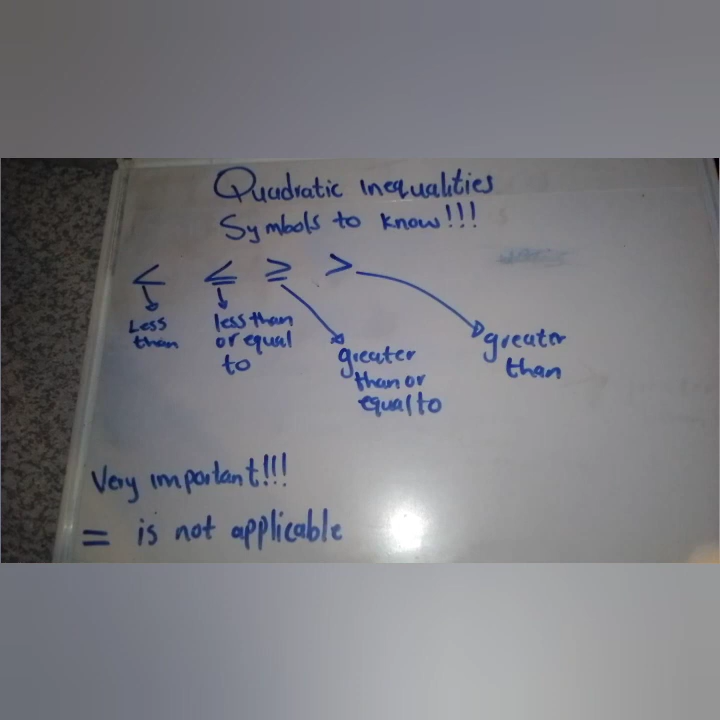 Quadratic inequalities
Symbols to know!!!
< ≤ ≥ >
Less
than
less than
or equal
to
greater
than or
equal to
greater
than
Very important!!!
= is not applicable